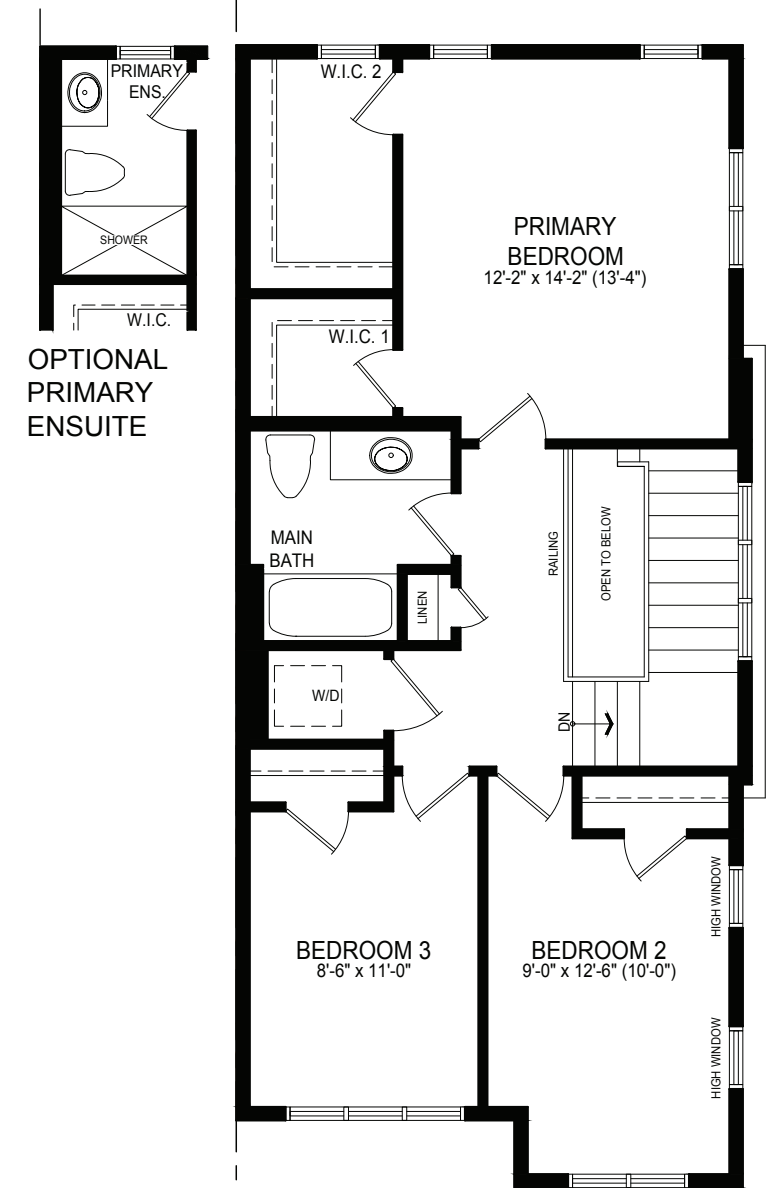 PRIMARY
ENS.
SHOWER
W.I.C.
OPTIONAL
PRIMARY
ENSUITE
W.I.C. 2
PRIMARY
BEDROOM
12'-2" x 14'-2" (13'-4")
W.I.C. 1
MAIN
BATH
LINEN
RAILING
OPEN TO BELOW
W/D
DN
HIGH WINDOW
BEDROOM 3
8'-6" x 11'-0"
BEDROOM 2
9'-0" x 12'-6" (10'-0")
HIGH WINDOW